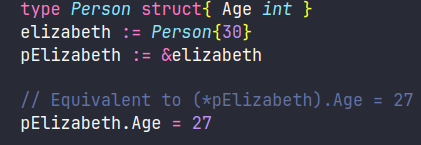 type Person struct{ Age int }
elizabeth := Person{30}
pElizabeth := &elizabeth
// Equivalent to (*pElizabeth).Age = 27
pElizabeth.Age = 27